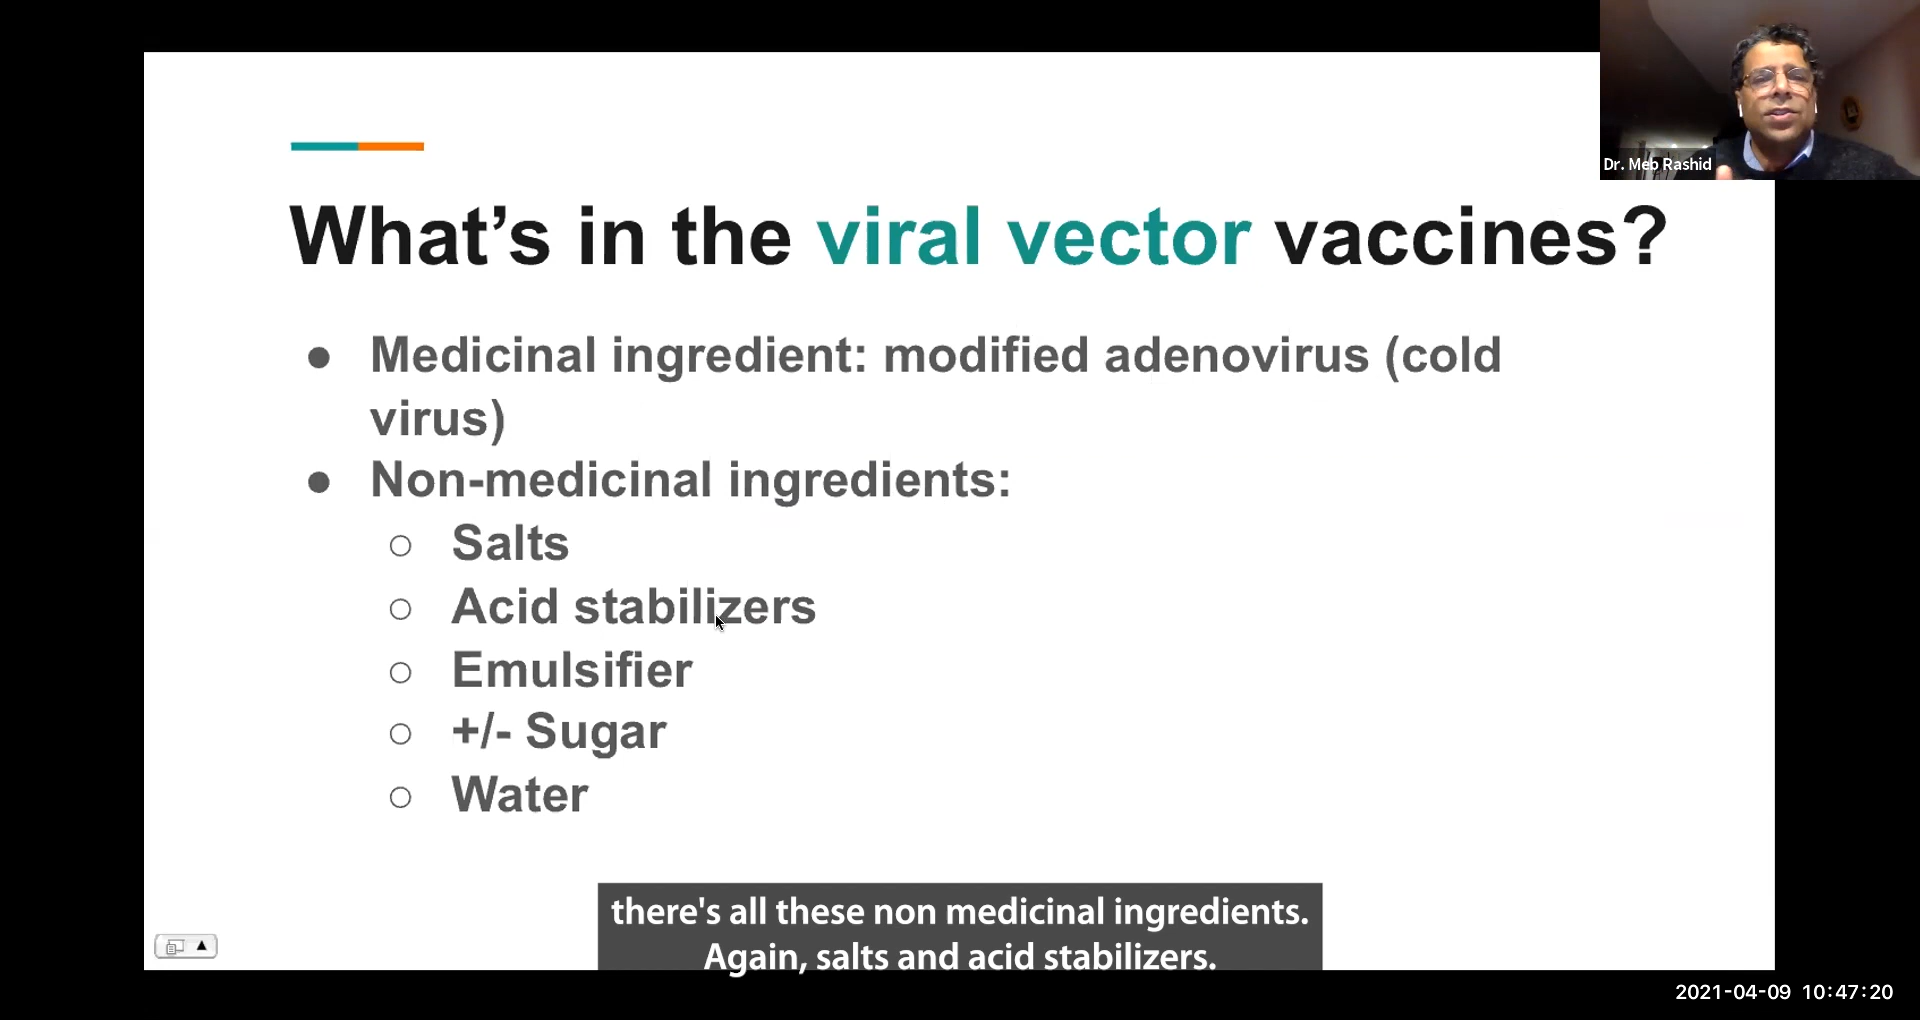 Dr. Meb Rashid
What’s in the viral vector vaccines?
● Medicinal ingredient: modified adenovirus (cold
virus)
● Non-medicinal ingredients:
○ Salts
○ Acid stabilizers
○ Emulsifier
○ +/- Sugar
○ Water
there's all these non medicinal ingredients.
Again, salts and acid stabilizers.
2021-04-09 10:47:20